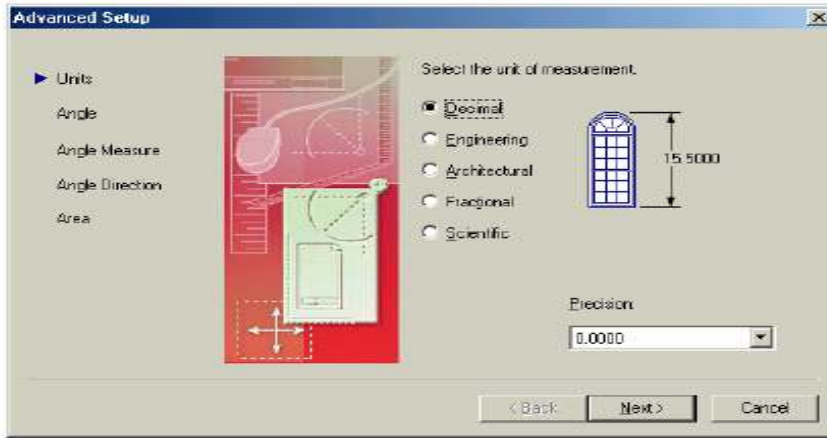 Advanced Setup
Units
Angle
Angle Measure
Angle Direction
Area
Select the unit of measurement.
Decimal
Engineering
Architectural
Fractional
Scientific
15.5000
Precision:
0.0000
< Back
Next >
Cancel